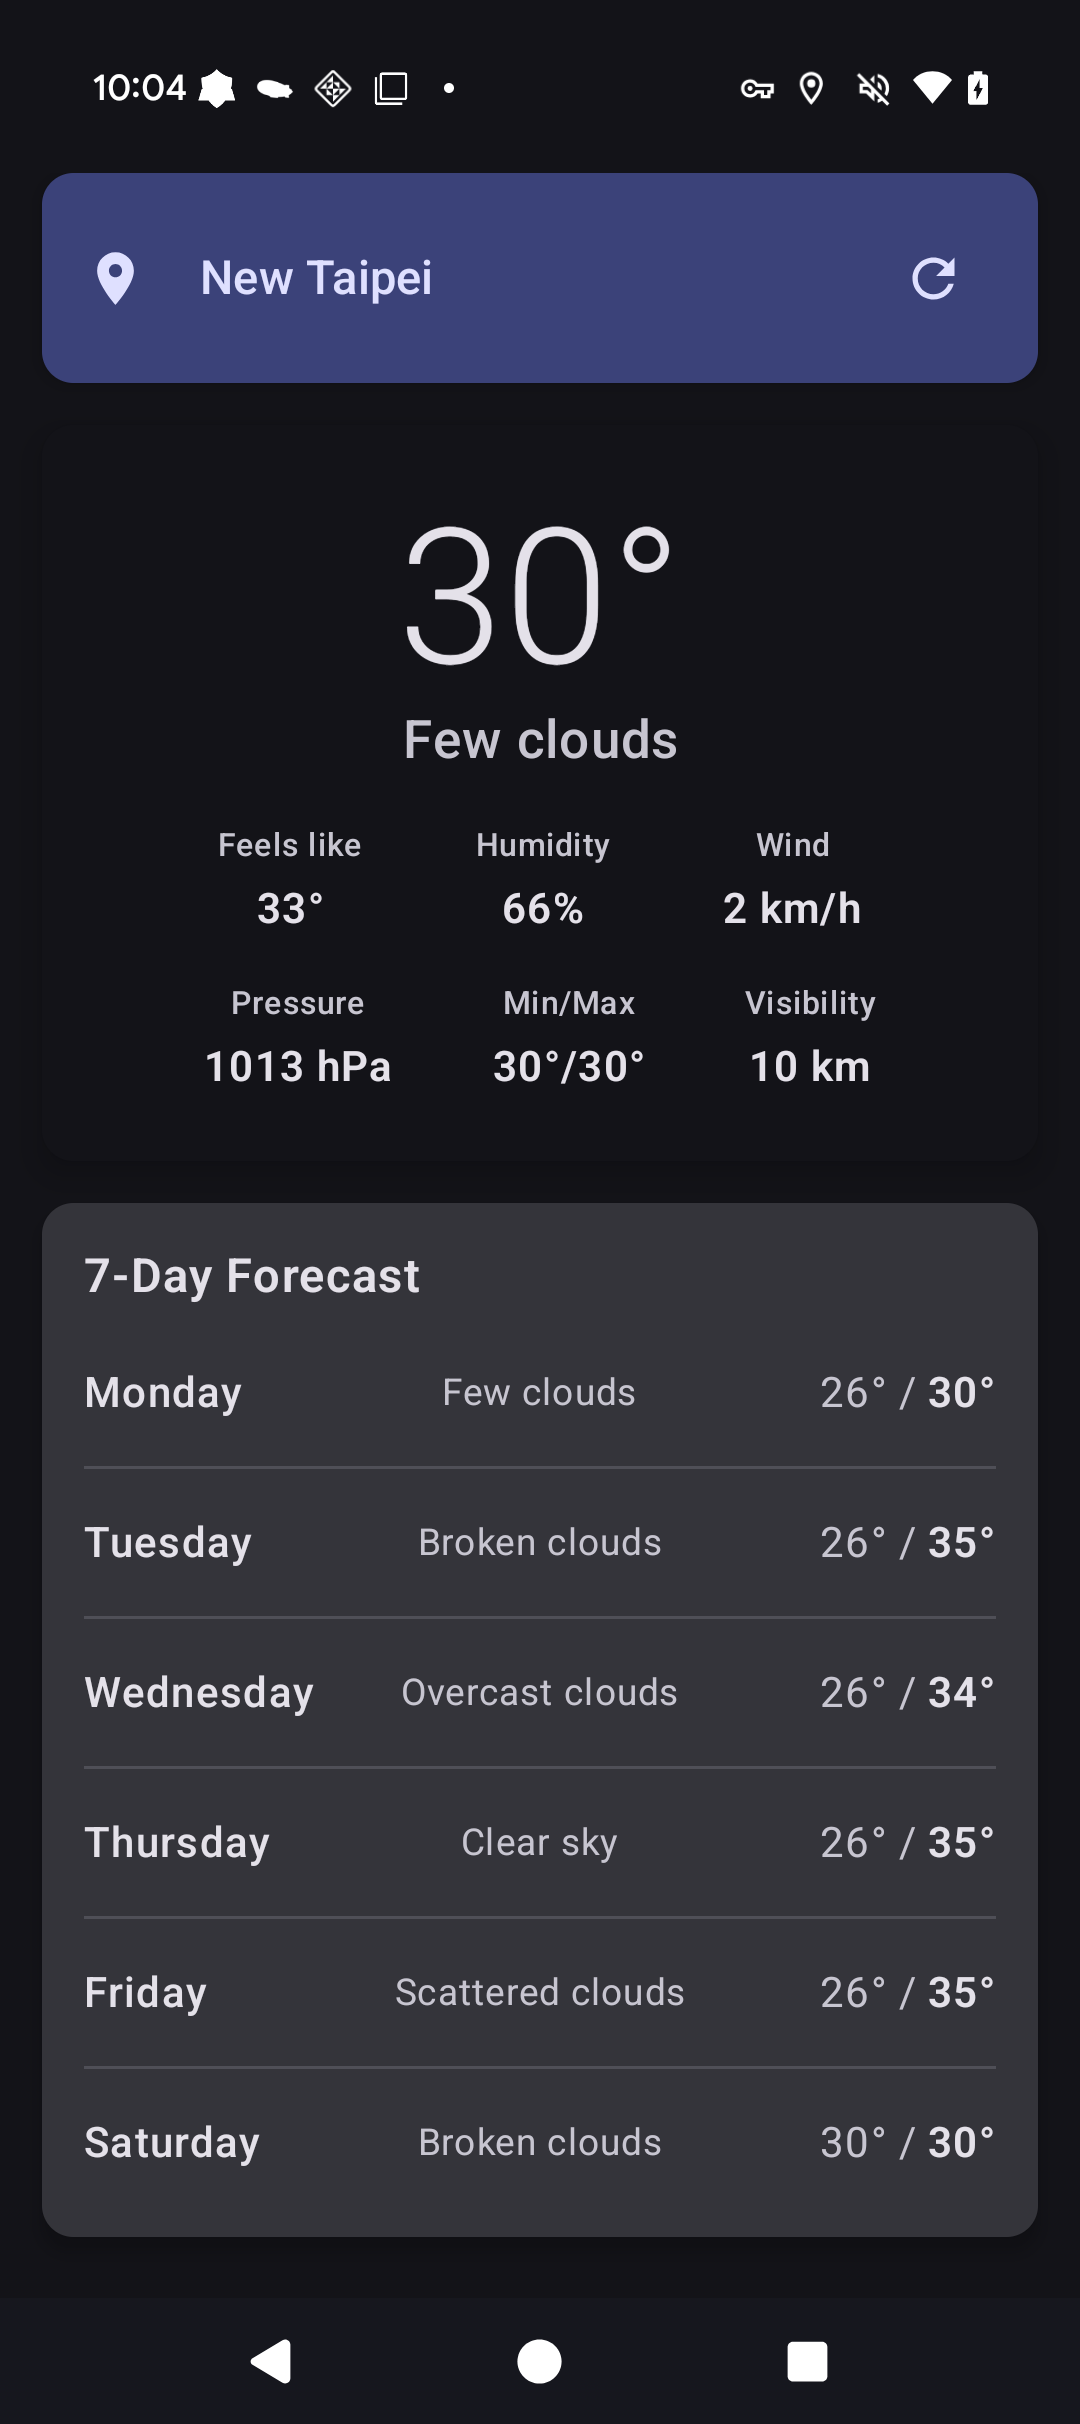 10:04
New Taipei
30°
Few clouds
Feels like Humidity Wind
33° 66% 2 km/h
Pressure Min/Max Visibility
1013 hPa 30°/30° 10 km
7-Day Forecast
Monday Few clouds 26° / 30°
Tuesday Broken clouds 26° / 35°
Wednesday Overcast clouds 26° / 34°
Thursday Clear sky 26° / 35°
Friday Scattered clouds 26° / 35°
Saturday Broken clouds 30° / 30°